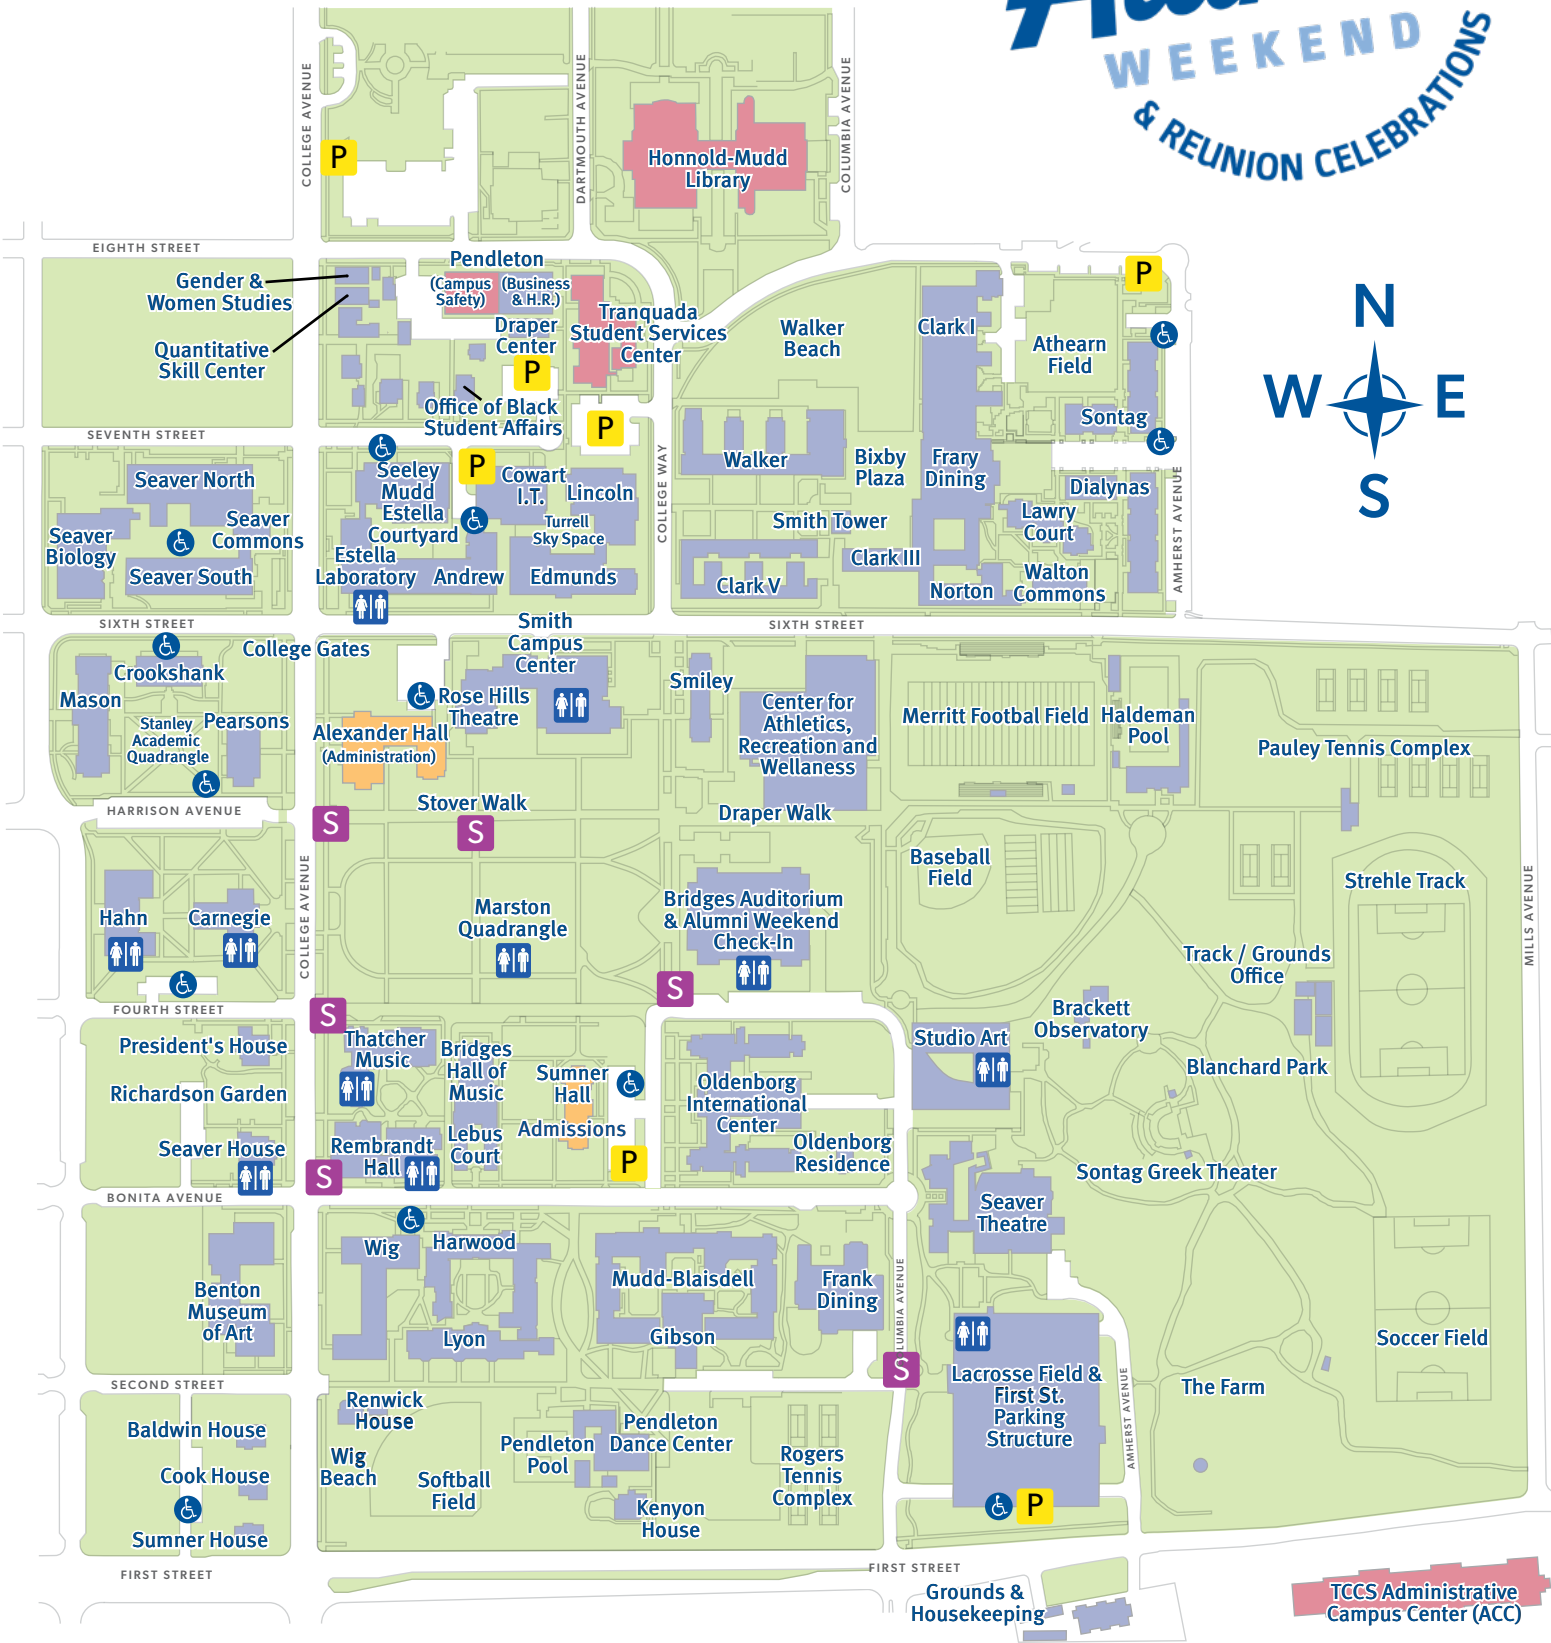 WEEKEND
& REUNION CELEBRATIONS
COLLEGE AVENUE
DARTMOUTH AVENUE
COLUMBIA AVENUE
P
Honnold-Mudd
Library
EIGHTH STREET
Gender &
Women Studies
Quantitative
Skill Center
Pendleton
(Campus
Safety)
(Business
& H.R.)
Draper
Center
P
Tranquada
Student Services
Center
Office of Black
Student Affairs
P
Walker
Beach
Clark I
Athearn
Field
P
Sontag
N
W
E
S
SEVENTH STREET
Seaver North
Seaver
Biology
Seaver
Commons
Seaver South
Seeley
Mudd
Estella
Courtyard
Estella
Laboratory
P
Cowart
I.T.
Lincoln
Turrell
Sky Space
Andrew
Edmunds
COLLEGE WAY
Walker
Bixby
Plaza
Frary
Dining
Smith Tower
Clark III
Clark V
Norton
Dialynas
Lawry
Court
Walton
Commons
AMHERST AVENUE
SIXTH STREET
SIXTH STREET
College Gates
Crookshank
Mason
Stanley
Academic
Quadrangle
Pearsons
HARRISON AVENUE
Smith
Campus
Center
Rose Hills
Theatre
Alexander Hall
(Administration)
Stover Walk
S
S
Smiley
Center for
Athletics,
Recreation and
Wellaness
Draper Walk
Merritt Footbal Field
Haldeman
Pool
Pauley Tennis Complex
Hahn
Carnegie
COLLEGE AVENUE
Marston
Quadrangle
Bridges Auditorium
& Alumni Weekend
Check-In
S
Baseball
Field
Strehle Track
MILLS AVENUE
Track / Grounds
Office
Brackett
Observatory
Blanchard Park
FOURTH STREET
S
President's House
Richardson Garden
Seaver House
BONITA AVENUE
Thatcher
Music
Bridges
Hall of
Music
Sumner
Hall
Admissions
Rembrandt
Hall
Lebus
Court
S
P
Oldenborg
International
Center
Oldenborg
Residence
Studio Art
Sontag Greek Theater
Seaver
Theatre
Wig
Harwood
Lyon
Mudd-Blaisdell
Gibson
Frank
Dining
Benton
Museum
of Art
SECOND STREET
S
Lacrosse Field &
First St.
Parking
Structure
P
AMHERST AVENUE
The Farm
Soccer Field
Baldwin House
Cook House
Sumner House
Renwick
House
Wig
Beach
Softball
Field
Pendleton
Pool
Pendleton
Dance Center
Kenyon
House
Rogers
Tennis
Complex
FIRST STREET
FIRST STREET
Grounds &
Housekeeping
TCCS Administrative
Campus Center (ACC)